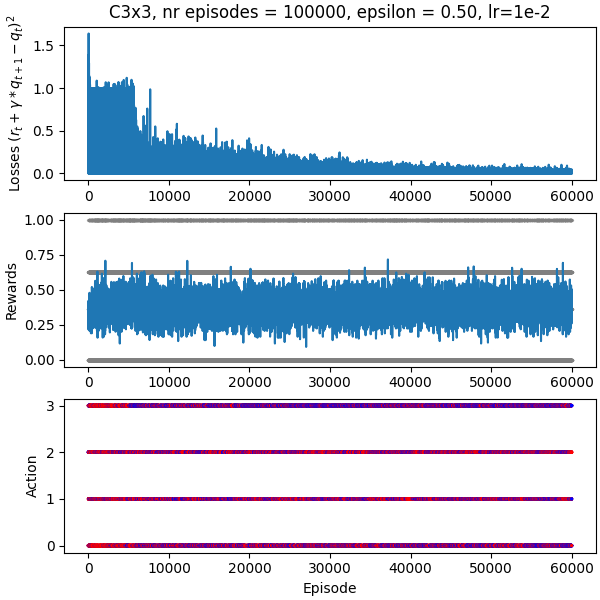 C3x3, nr episodes = 100000, epsilon = 0.50, lr=1e-2
Losses (r_t + γ * q_{t+1} − q_t)^2
1.5
1.0
0.5
0.0
0 10000 20000 30000 40000 50000 60000
Rewards
1.00
0.75
0.50
0.25
0.00
0 10000 20000 30000 40000 50000 60000
Action
3
2
1
0
0 10000 20000 30000 40000 50000 60000
Episode